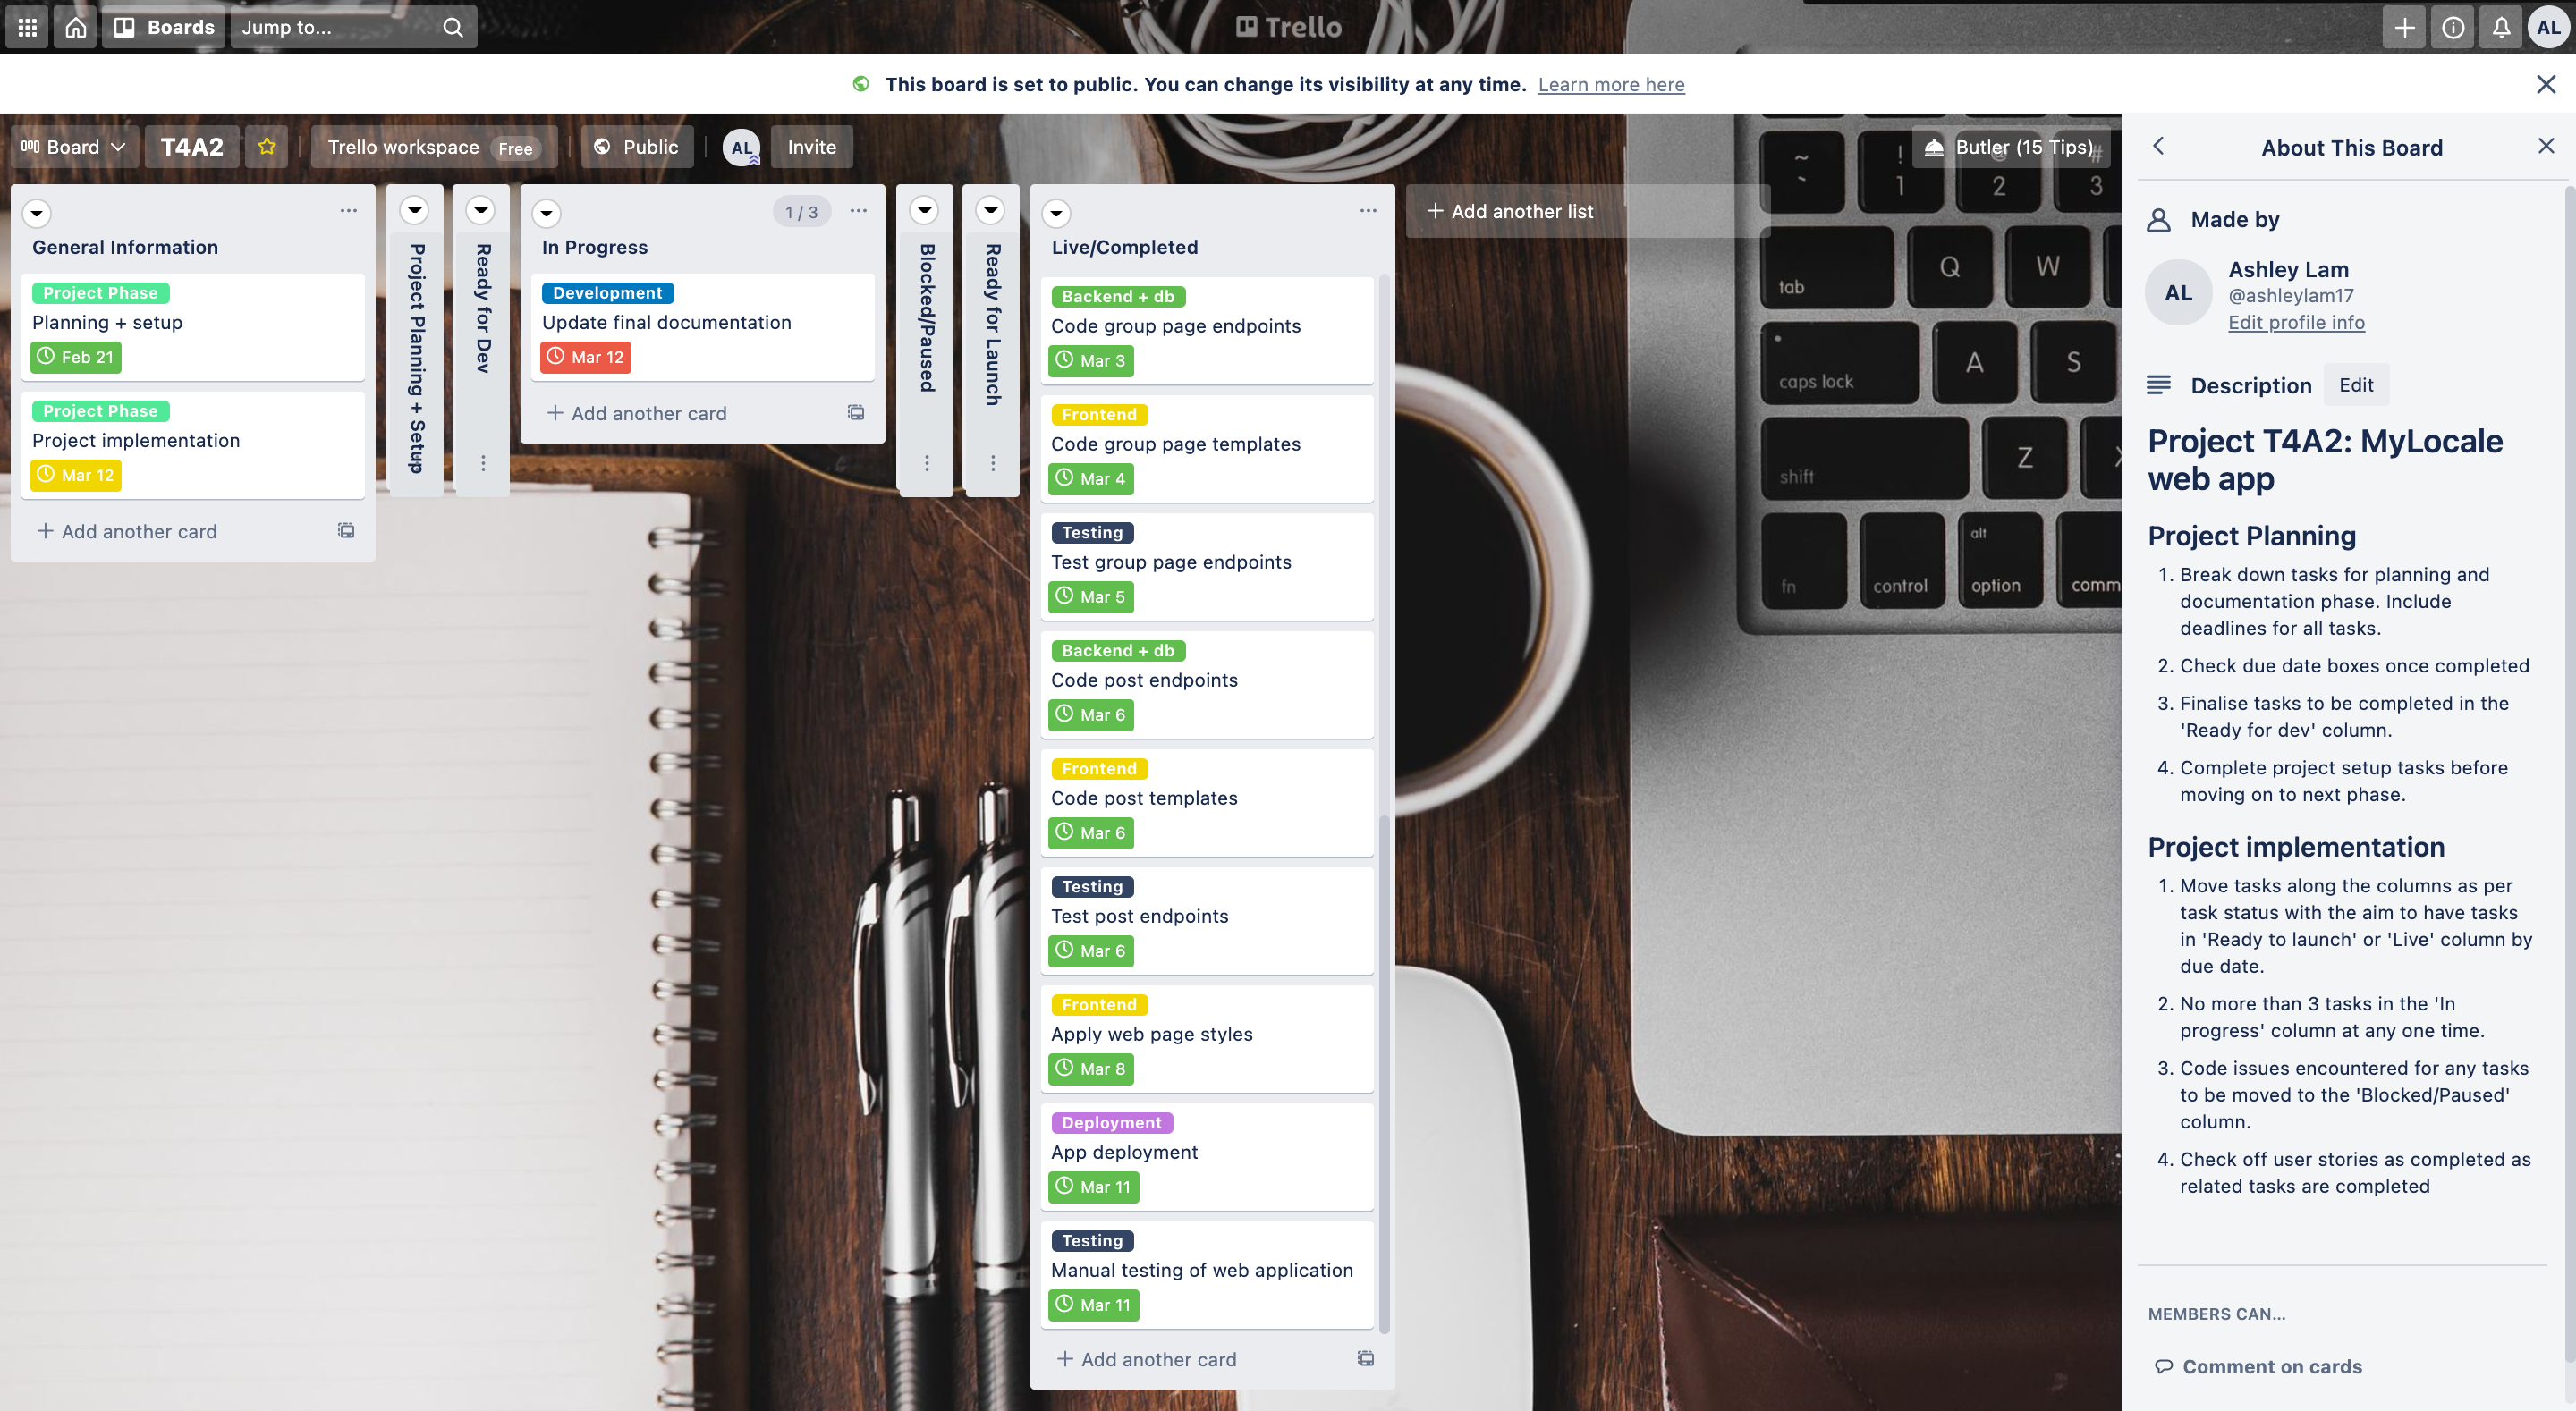 Boards
Jump to...
Trello
AL
This board is set to public. You can change its visibility at any time. Learn more here
Board
T4A2
Trello workspace Free
Public
AL
Invite
Butler (15 Tips)
General Information
Project Phase
Planning + setup
Feb 21
Project Phase
Project implementation
Mar 12
+ Add another card
Project Planning + Setup
Ready for Dev
1 / 3
In Progress
Development
Update final documentation
Mar 12
+ Add another card
Blocked/Paused
Ready for Launch
Live/Completed
Backend + db
Code group page endpoints
Mar 3
Frontend
Code group page templates
Mar 4
Testing
Test group page endpoints
Mar 5
Backend + db
Code post endpoints
Mar 6
Frontend
Code post templates
Mar 6
Testing
Test post endpoints
Mar 6
Frontend
Apply web page styles
Mar 8
Deployment
App deployment
Mar 11
Testing
Manual testing of web application
Mar 11
+ Add another card
+ Add another list
~
!
1
2
#
3
tab
Q
W
caps lock
A
S
shift
Z
fn
control
alt
option
comm
About This Board
Made by
AL
Ashley Lam
@ashleylam17
Edit profile info
Description
Edit
Project T4A2: MyLocale
web app
Project Planning
1. Break down tasks for planning and
documentation phase. Include
deadlines for all tasks.
2. Check due date boxes once completed
3. Finalise tasks to be completed in the
'Ready for dev' column.
4. Complete project setup tasks before
moving on to next phase.
Project implementation
1. Move tasks along the columns as per
task status with the aim to have tasks
in 'Ready to launch' or 'Live' column by
due date.
2. No more than 3 tasks in the 'In
progress' column at any one time.
3. Code issues encountered for any tasks
to be moved to the 'Blocked/Paused'
column.
4. Check off user stories as completed as
related tasks are completed
MEMBERS CAN...
Comment on cards